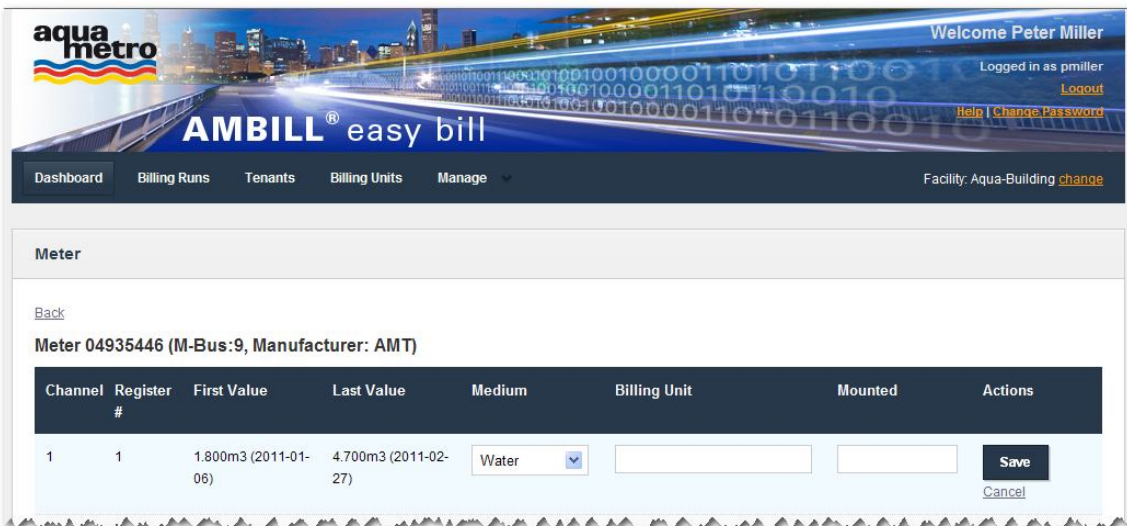 aqua
metro
Welcome Peter Miller
Logged in as pmiller
Logout
Help | Change Password
AMBILL® easy bill
Dashboard Billing Runs Tenants Billing Units Manage Facility: Aqua-Building change
Meter
Back
Meter 04935446 (M-Bus:9, Manufacturer: AMT)
Channel Register # First Value Last Value Medium Billing Unit Mounted Actions
1 1 1.800m3 (2011-01-06) 4.700m3 (2011-02-27) Water Save
Cancel